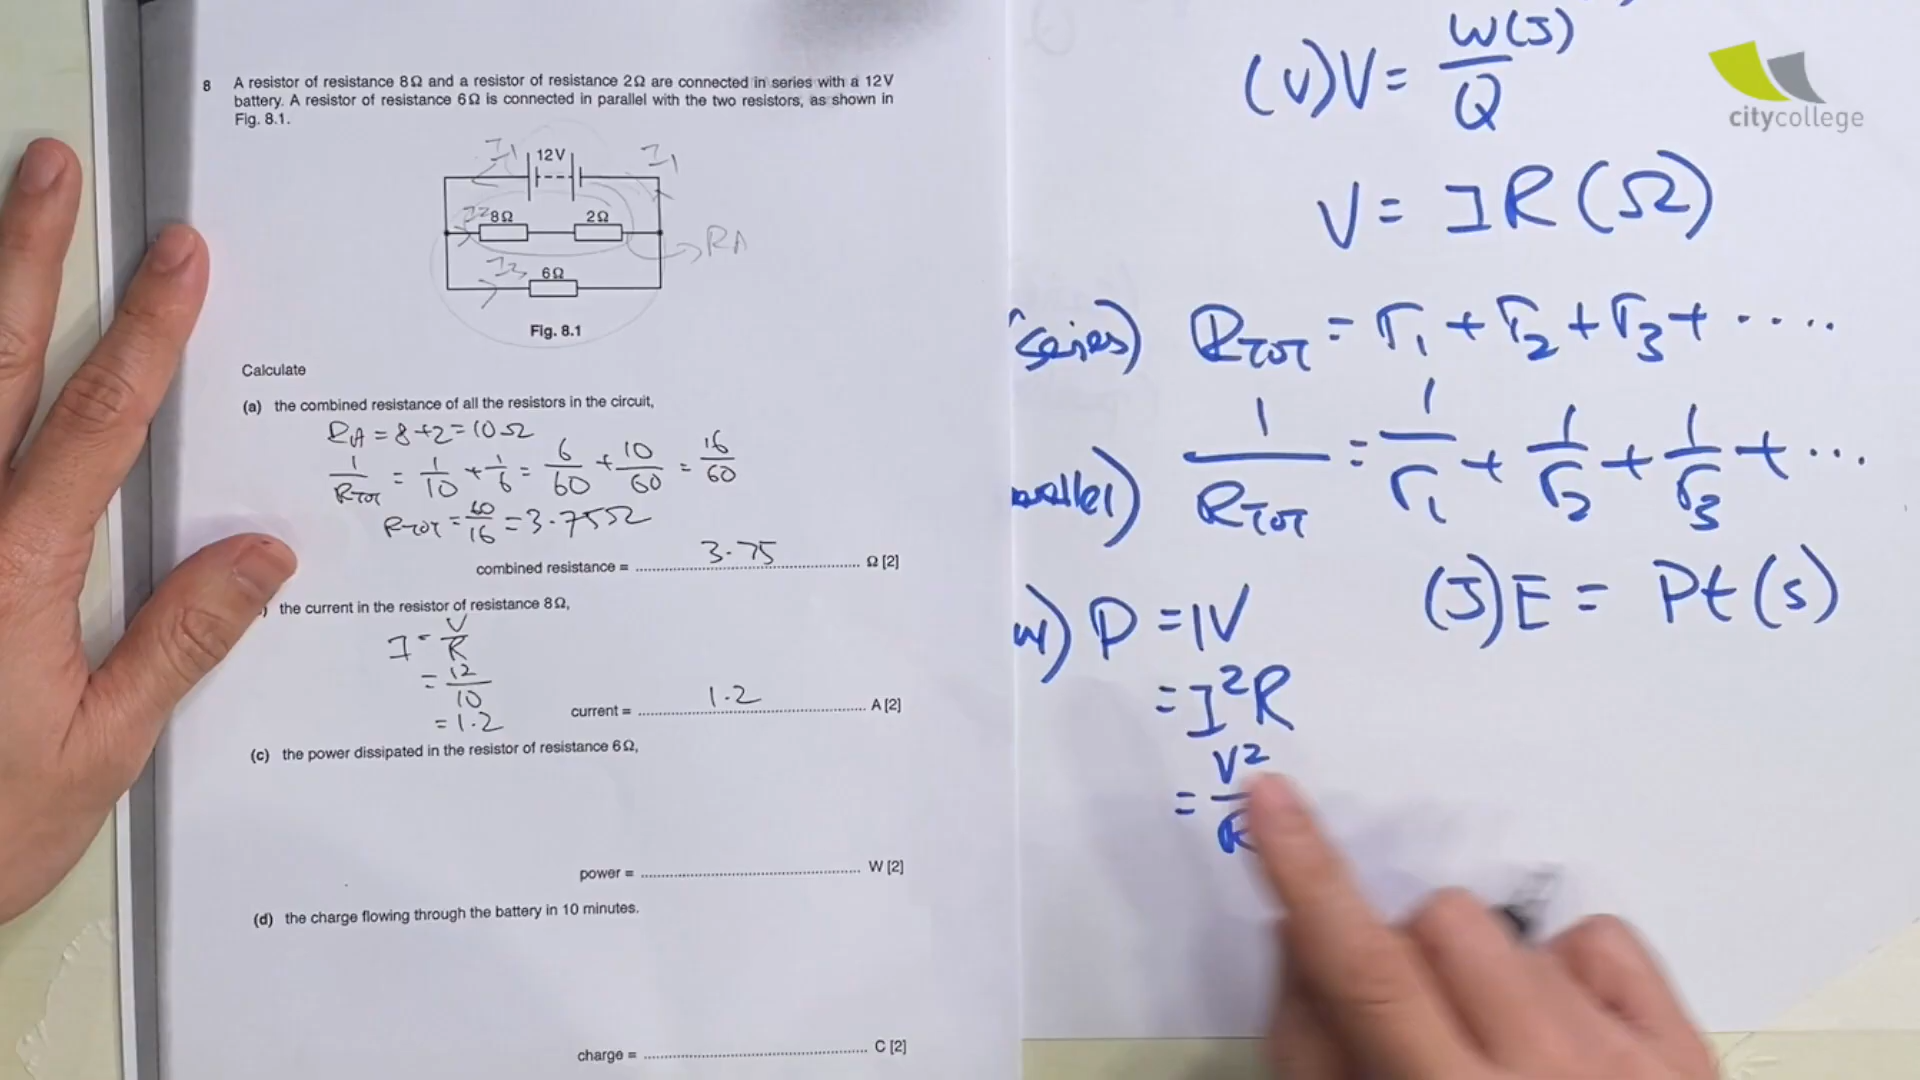 8 A resistor of resistance 8Ω and a resistor of resistance 2Ω are connected in series with a 12V
battery. A resistor of resistance 6Ω is connected in parallel with the two resistors, as shown in
Fig. 8.1.
I1 12V I1
I2 8Ω 2Ω
RA
I3 6Ω
Fig. 8.1
Calculate
(a) the combined resistance of all the resistors in the circuit,
RA = 8+2 = 10Ω
1/RTOT = 1/10 + 1/6 = 6/60 + 10/60 = 16/60
RTOT = 60/16 = 3.75Ω
combined resistance = 3.75 Ω [2]
) the current in the resistor of resistance 8Ω,
I = V/R
= 12/10
= 1.2
current = 1.2 A [2]
(c) the power dissipated in the resistor of resistance 6Ω,
power = W [2]
(d) the charge flowing through the battery in 10 minutes.
charge = C [2]
(V) V = W(J)/Q
citycollege
V = IR (Ω)
series) RTOT = r1 + r2 + r3 + ....
1/RTOT = 1/r1 + 1/r2 + 1/r3 + ...
(J) E = Pt (s)
W) P = IV
= I²R
= V²/R